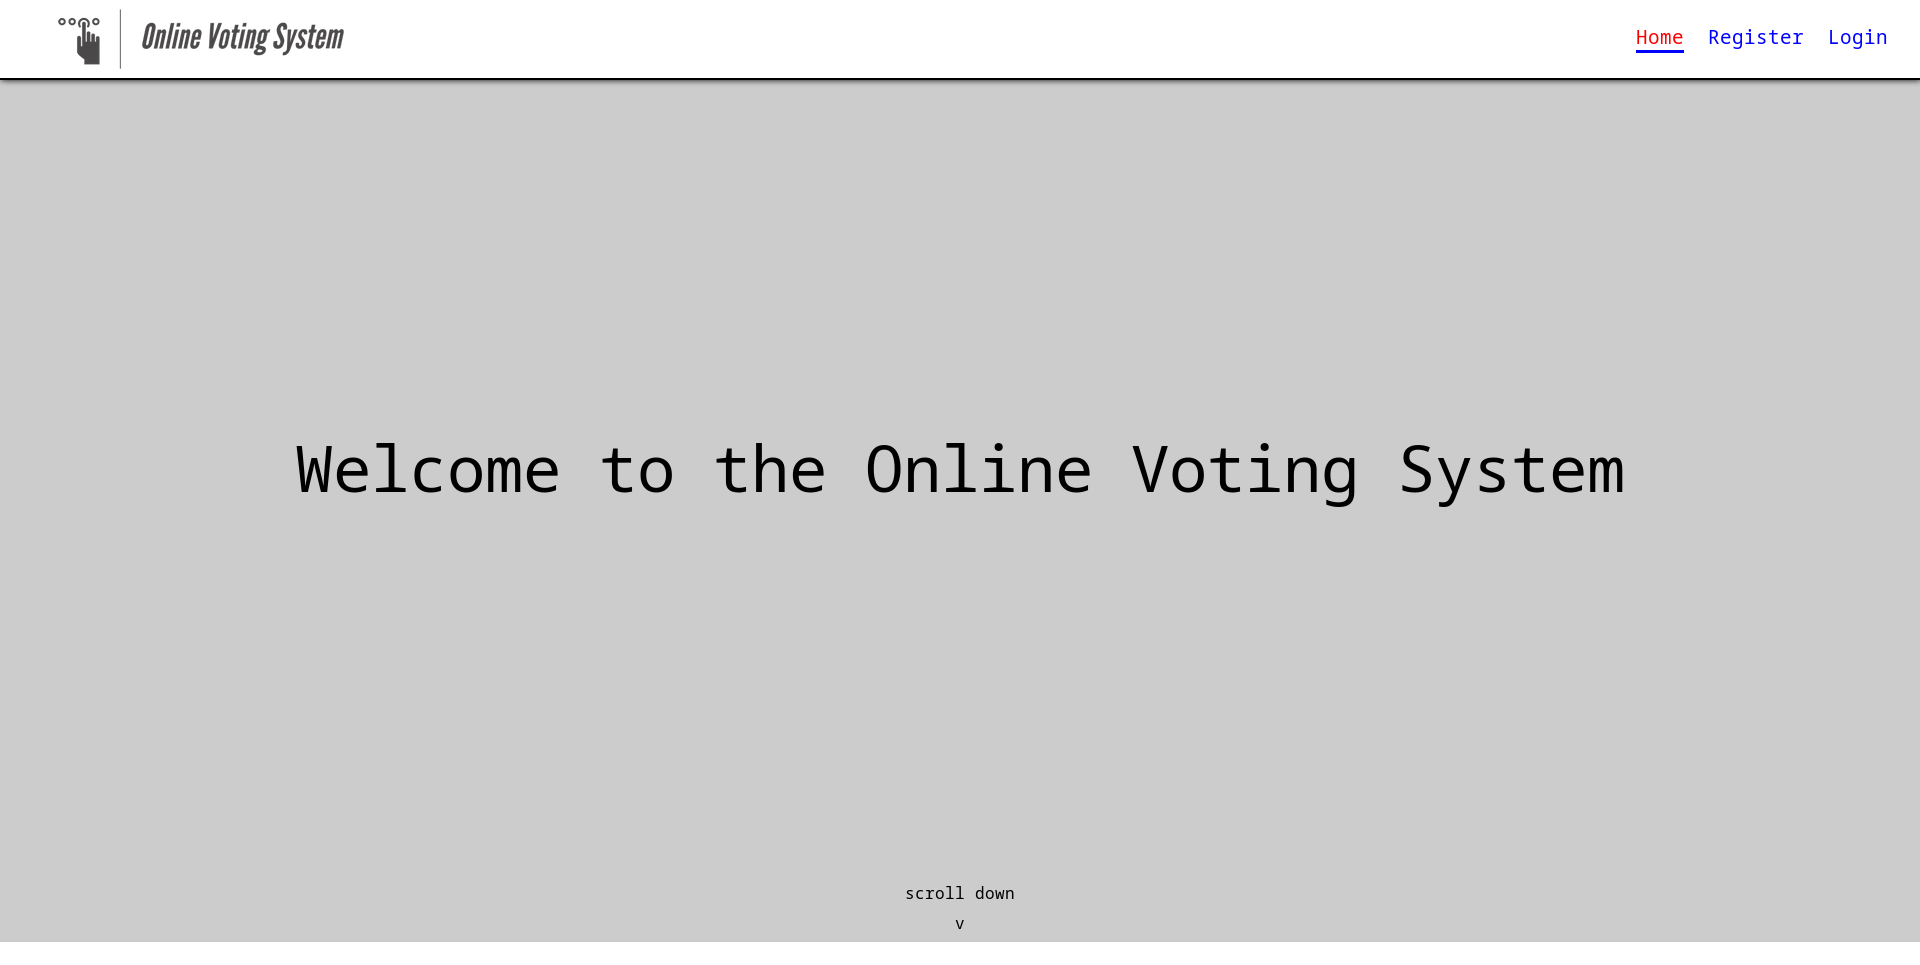 Online Voting System
Home Register Login
Welcome to the Online Voting System
scroll down
v